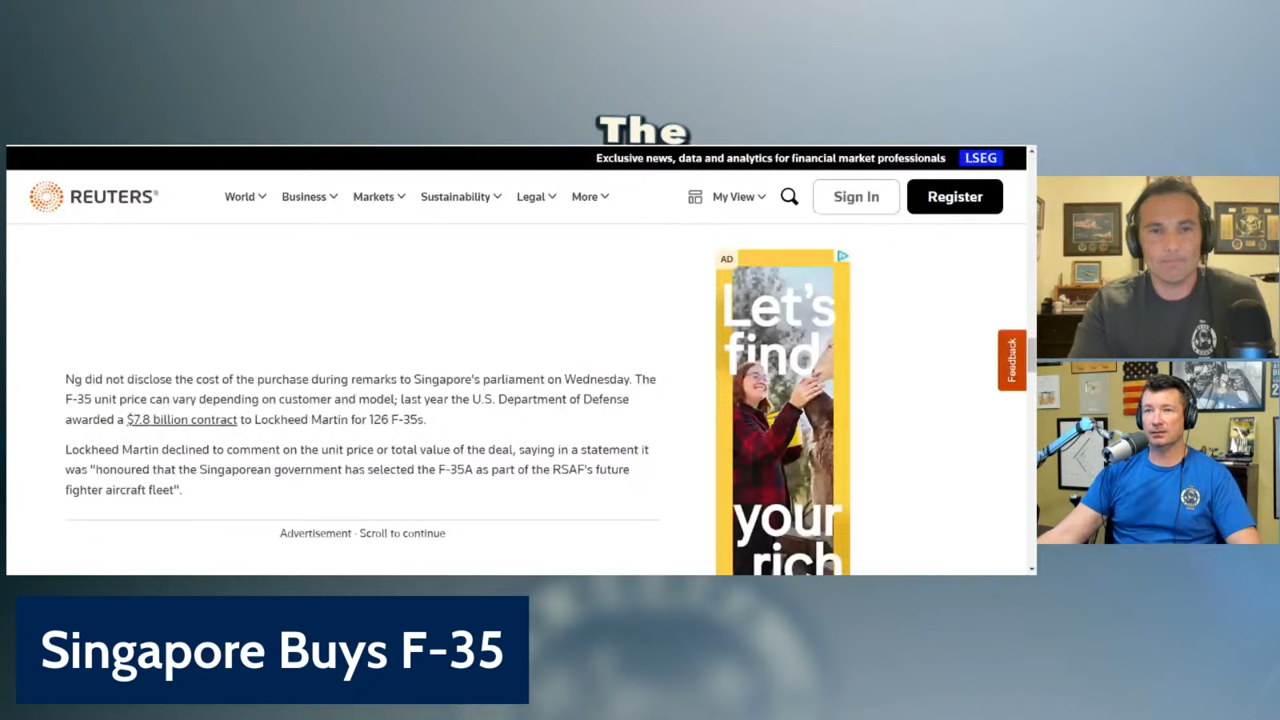 The
Exclusive news, data and analytics for financial market professionals LSEG
REUTERS®
World Business Markets Sustainability Legal More My View Sign In Register
AD
Let's
find
your
rich
Feedback
Ng did not disclose the cost of the purchase during remarks to Singapore's parliament on Wednesday. The
F-35 unit price can vary depending on customer and model; last year the U.S. Department of Defense
awarded a $7.8 billion contract to Lockheed Martin for 126 F-35s.
Lockheed Martin declined to comment on the unit price or total value of the deal, saying in a statement it
was "honoured that the Singaporean government has selected the F-35A as part of the RSAF's future
fighter aircraft fleet".
Advertisement · Scroll to continue
Singapore Buys F-35